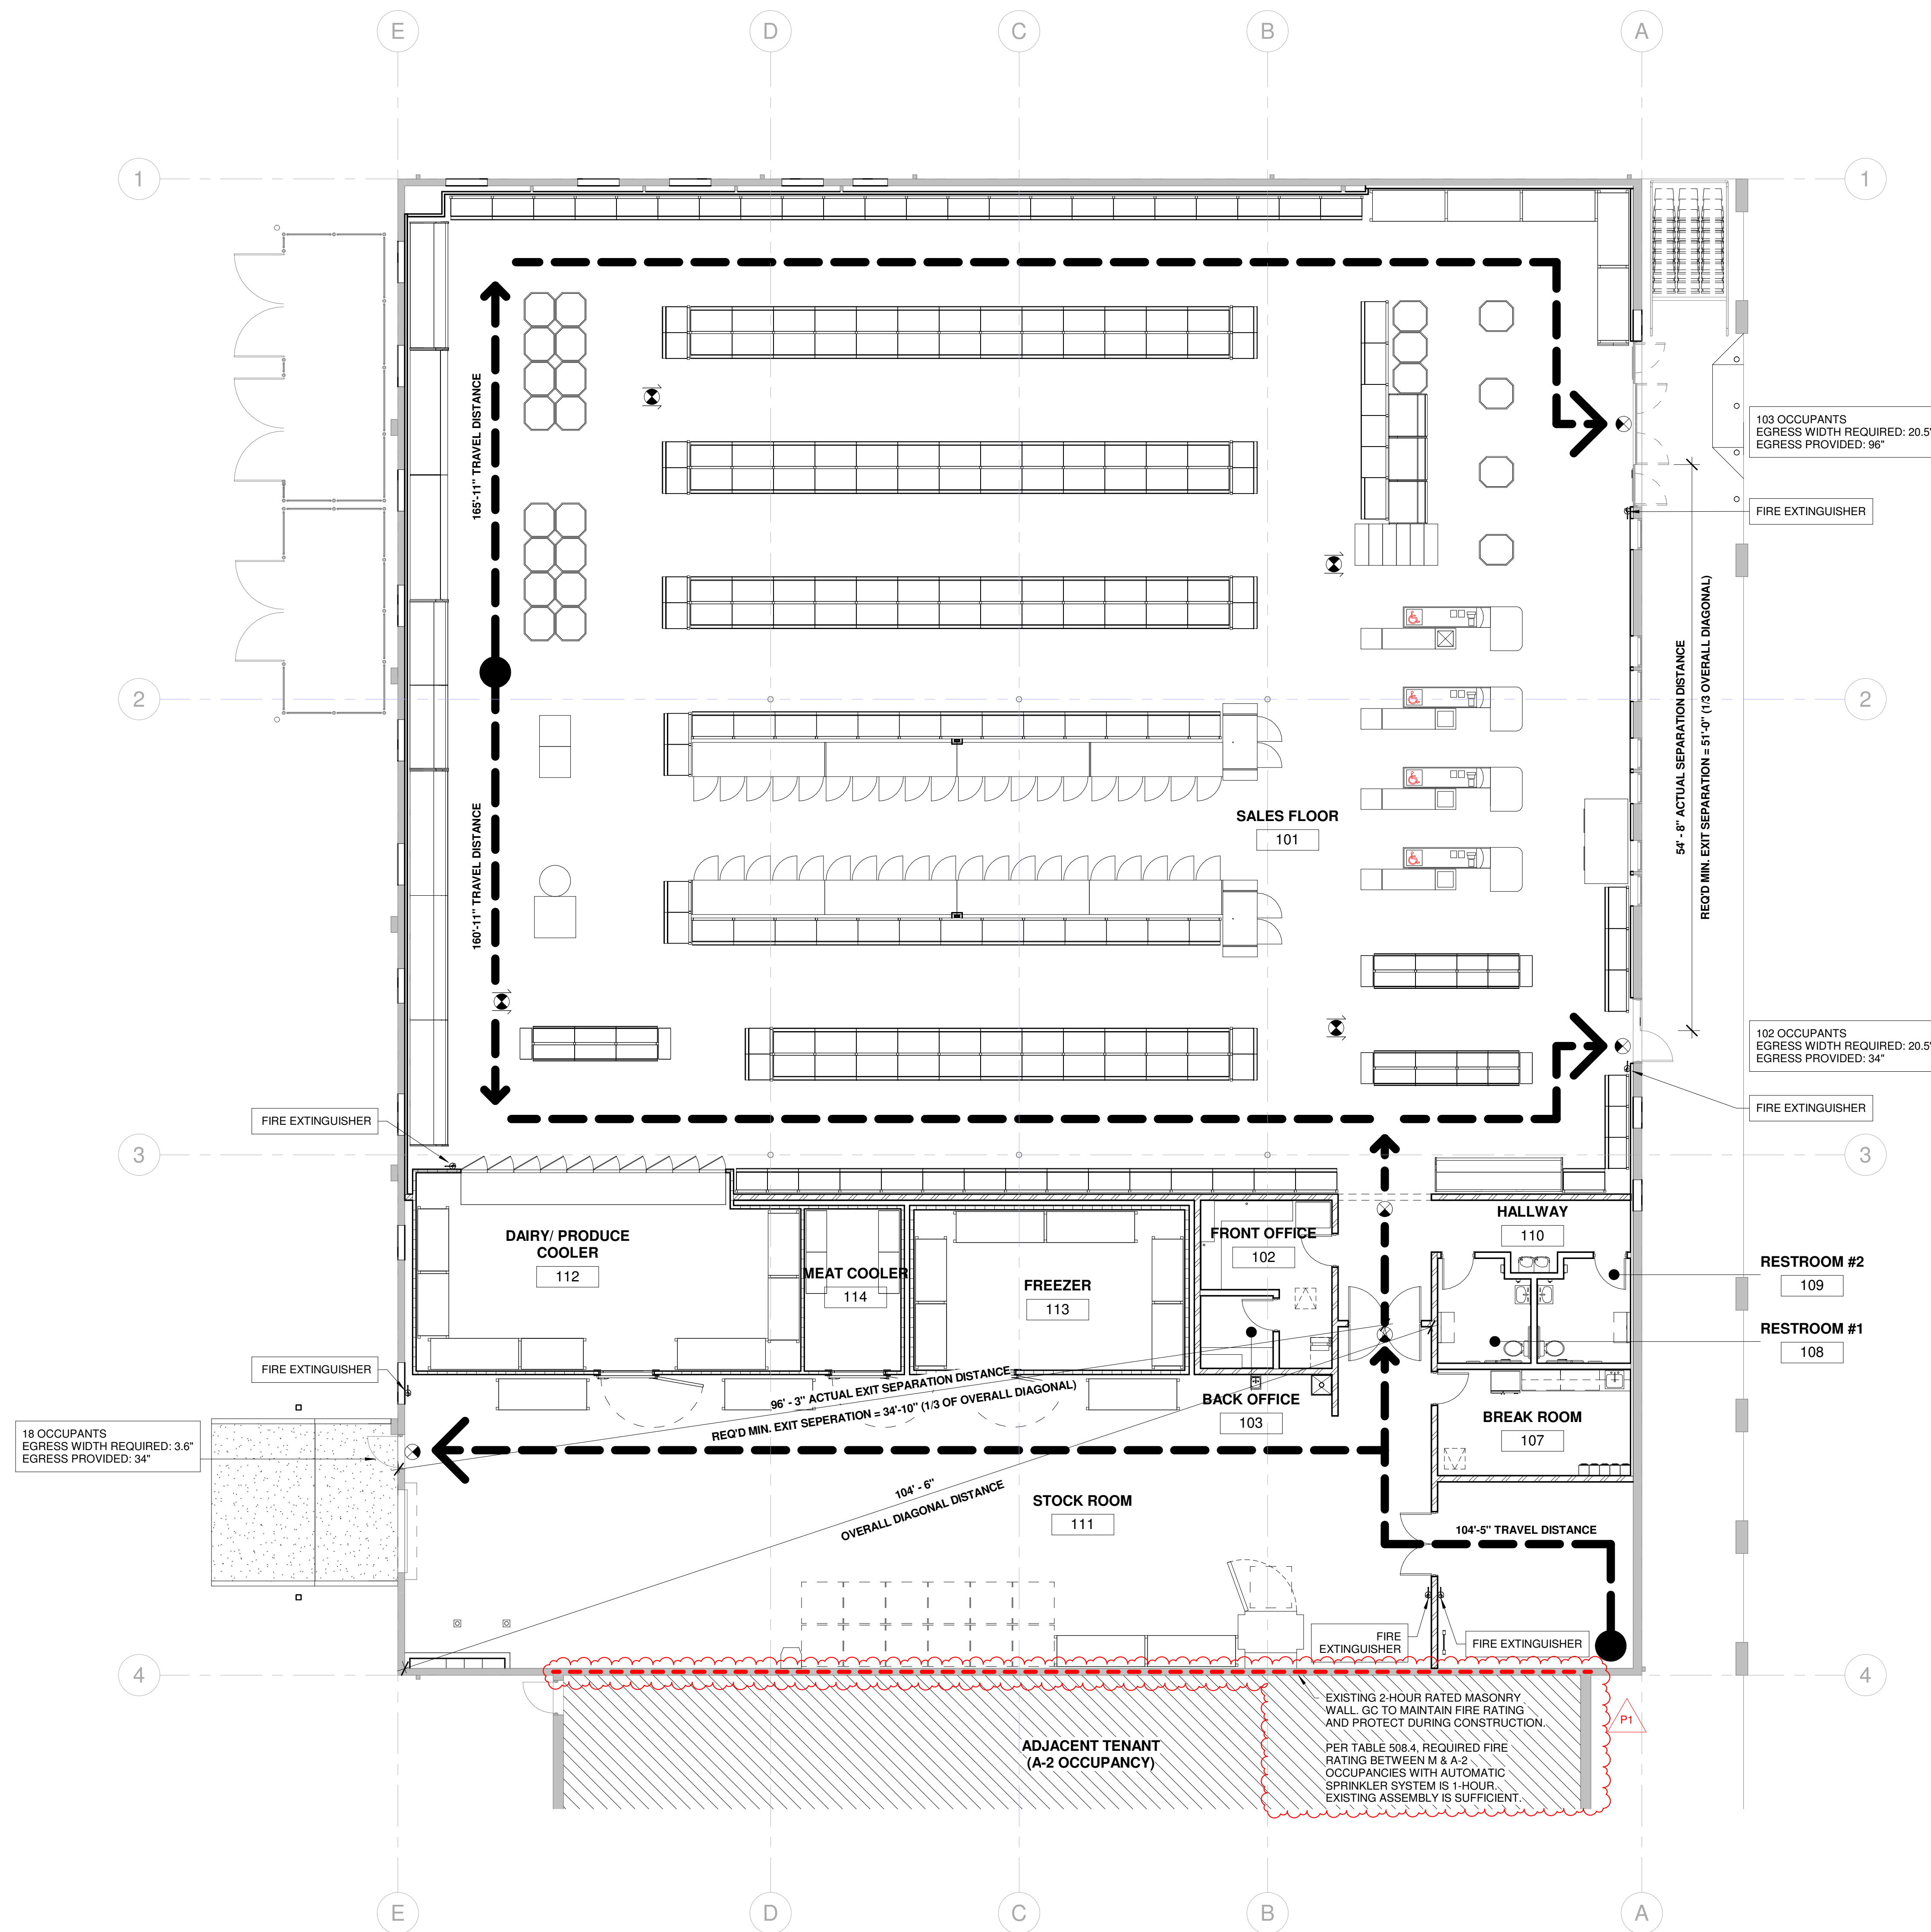 E
D
C
B
A
1
1
165'-11" TRAVEL DISTANCE
103 OCCUPANTS
EGRESS WIDTH REQUIRED: 20.5"
EGRESS PROVIDED: 96"
FIRE EXTINGUISHER
54' - 8" ACTUAL SEPARATION DISTANCE
REQ'D MIN. EXIT SEPARATION = 51'-0" (1/3 OVERALL DIAGONAL)
2
2
160'-11" TRAVEL DISTANCE
SALES FLOOR
101
102 OCCUPANTS
EGRESS WIDTH REQUIRED: 20.5"
EGRESS PROVIDED: 34"
FIRE EXTINGUISHER
FIRE EXTINGUISHER
3
3
DAIRY/ PRODUCE
COOLER
112
MEAT COOLER
114
FREEZER
113
FRONT OFFICE
102
HALLWAY
110
RESTROOM #2
109
RESTROOM #1
108
FIRE EXTINGUISHER
96' - 3" ACTUAL EXIT SEPARATION DISTANCE
REQ'D MIN. EXIT SEPERATION = 34'-10" (1/3 OF OVERALL DIAGONAL)
BACK OFFICE
103
BREAK ROOM
107
18 OCCUPANTS
EGRESS WIDTH REQUIRED: 3.6"
EGRESS PROVIDED: 34"
104' - 6"
OVERALL DIAGONAL DISTANCE
STOCK ROOM
111
104'-5" TRAVEL DISTANCE
FIRE
EXTINGUISHER
FIRE EXTINGUISHER
4
4
EXISTING 2-HOUR RATED MASONRY
WALL. GC TO MAINTAIN FIRE RATING
AND PROTECT DURING CONSTRUCTION.
PER TABLE 508.4, REQUIRED FIRE
RATING BETWEEN M & A-2
OCCUPANCIES WITH AUTOMATIC
SPRINKLER SYSTEM IS 1-HOUR.
EXISTING ASSEMBLY IS SUFFICIENT.
P1
ADJACENT TENANT
(A-2 OCCUPANCY)
E
D
C
B
A